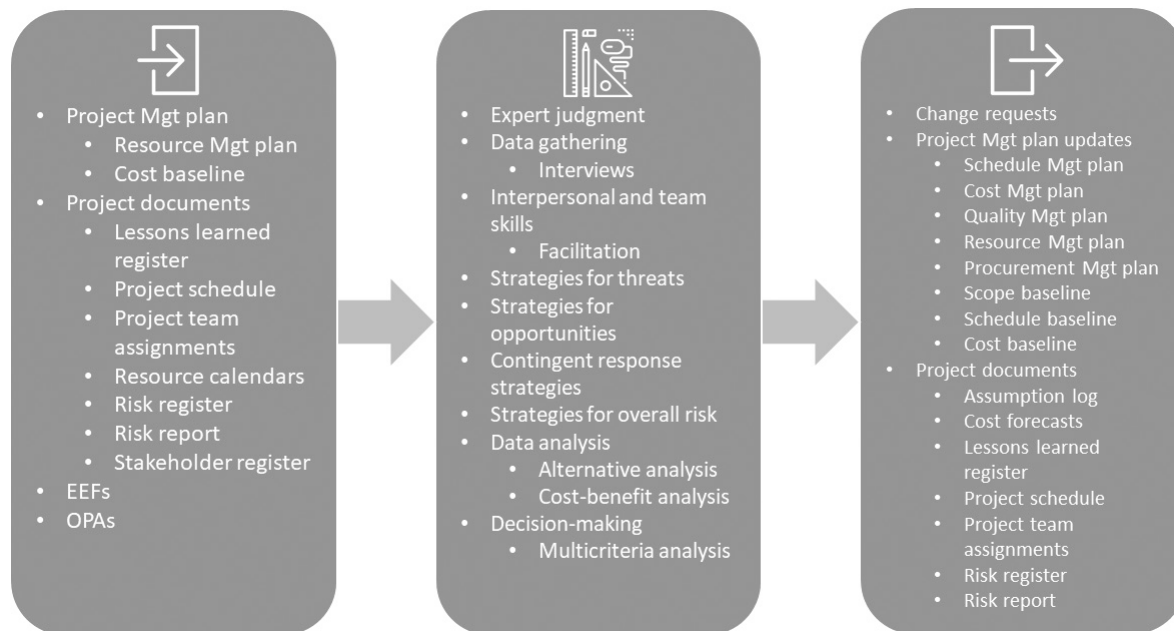 Project Mgt plan
Resource Mgt plan
Cost baseline
Project documents
Lessons learned
register
Project schedule
Project team
assignments
Resource calendars
Risk register
Risk report
Stakeholder register
EEFs
OPAs
Expert judgment
Data gathering
Interviews
Interpersonal and team
skills
Facilitation
Strategies for threats
Strategies for
opportunities
Contingent response
strategies
Strategies for overall risk
Data analysis
Alternative analysis
Cost-benefit analysis
Decision-making
Multicriteria analysis
Change requests
Project Mgt plan updates
Schedule Mgt plan
Cost Mgt plan
Quality Mgt plan
Resource Mgt plan
Procurement Mgt plan
Scope baseline
Schedule baseline
Cost baseline
Project documents
Assumption log
Cost forecasts
Lessons learned
register
Project schedule
Project team
assignments
Risk register
Risk report